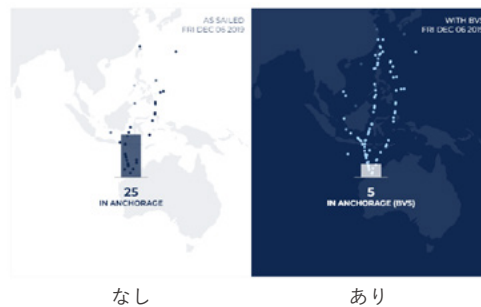 AS SAILED
FRI DEC 06 2019
25
IN ANCHORAGE
WITH BVS
FRI DEC 06 2019
5
IN ANCHORAGE (BVS)
なし
あり